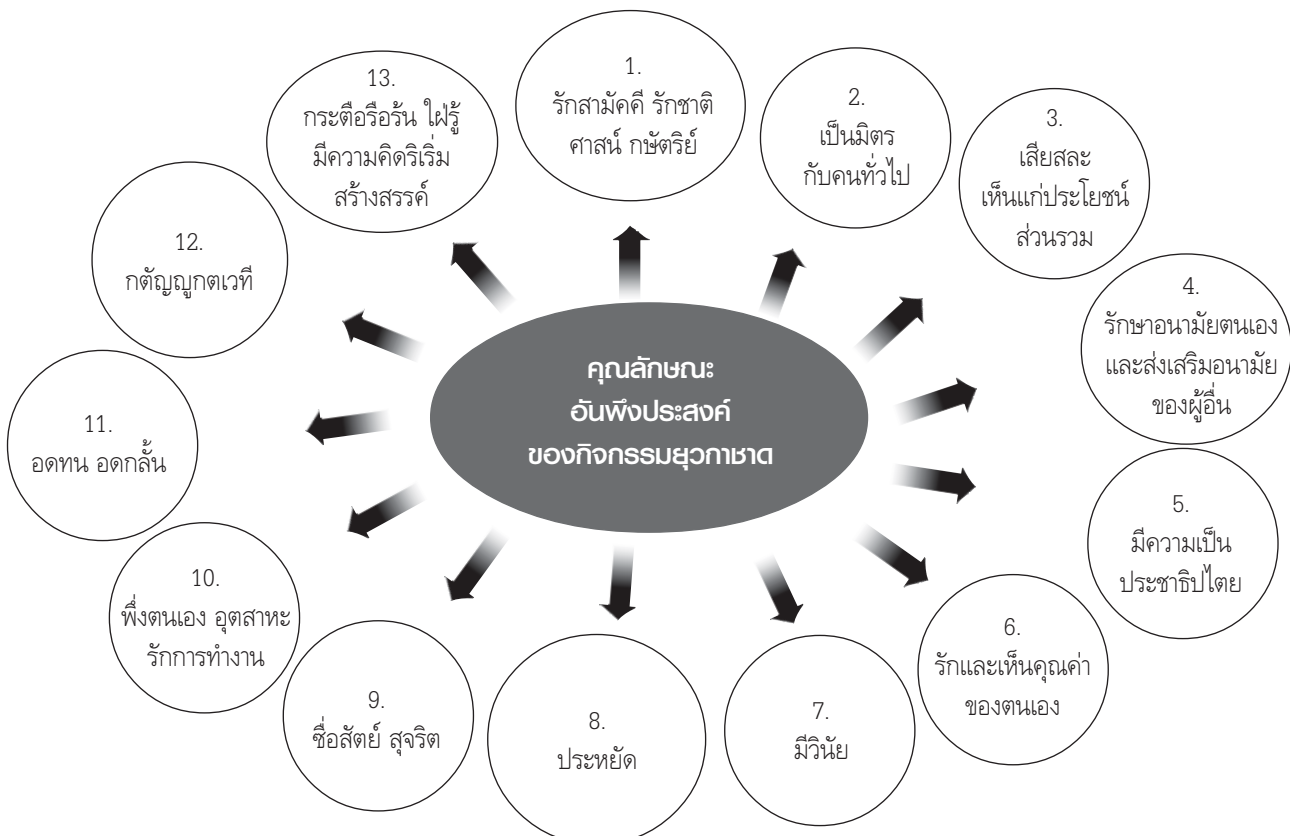 คุณลักษณะ
อันพึงประสงค์
ของกิจกรรมยุวกาชาด
1.
รักสามัคคี รักชาติ
ศาสน์ กษัตริย์
2.
เป็นมิตร
กับคนทั่วไป
3.
เสียสละ
เห็นแก่ประโยชน์
ส่วนรวม
4.
รักษาอนามัยตนเอง
และส่งเสริมอนามัย
ของผู้อื่น
5.
มีความเป็น
ประชาธิปไตย
6.
รักและเห็นคุณค่า
ของตนเอง
7.
มีวินัย
8.
ประหยัด
9.
ซื่อสัตย์ สุจริต
10.
พึ่งตนเอง อุตสาหะ
รักการทำงาน
11.
อดทน อดกลั้น
12.
กตัญญูกตเวที
13.
กระตือรือร้น ใฝ่รู้
มีความคิดริเริ่ม
สร้างสรรค์